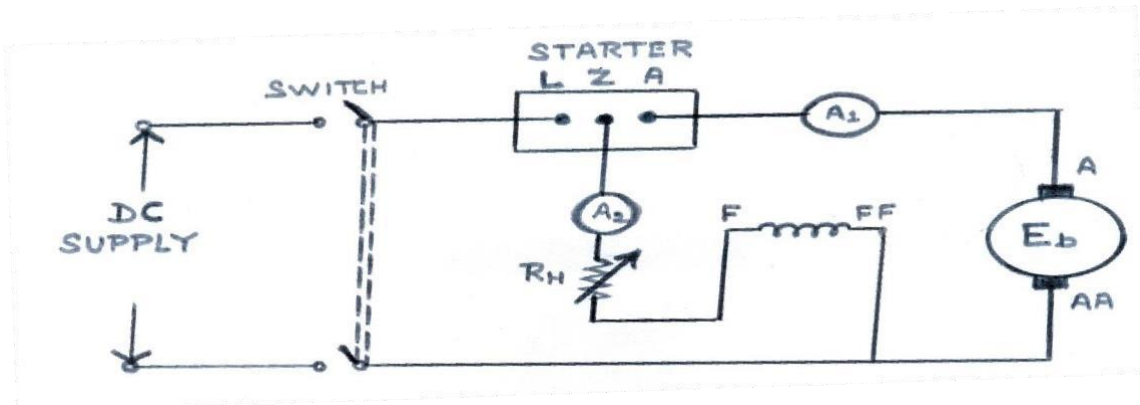 STARTER
L Z A
SWITCH
A1
A
DC
SUPPLY
A2
F
FF
Eb
RH
AA